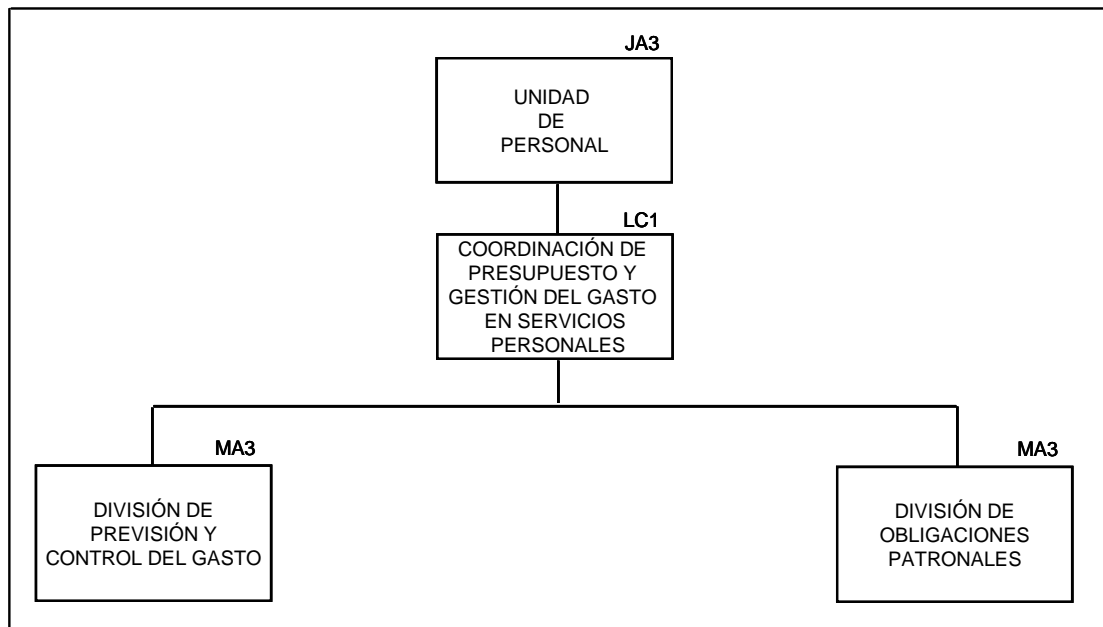 JA3
UNIDAD
DE
PERSONAL
LC1
COORDINACIÓN DE
PRESUPUESTO Y
GESTIÓN DEL GASTO
EN SERVICIOS
PERSONALES
MA3
DIVISIÓN DE
PREVISIÓN Y
CONTROL DEL GASTO
MA3
DIVISIÓN DE
OBLIGACIONES
PATRONALES